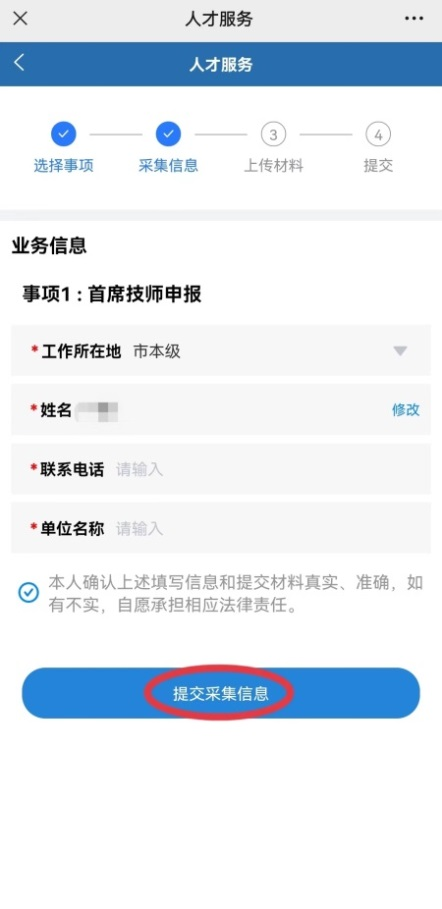 人才服务
人才服务
3
4
选择事项
采集信息
上传材料
提交
业务信息
事项1：首席技师申报
*工作所在地 市本级
*姓名 修改
*联系电话 请输入
*单位名称 请输入
本人确认上述填写信息和提交材料真实、准确，如
有不实，自愿承担相应法律责任。
提交采集信息